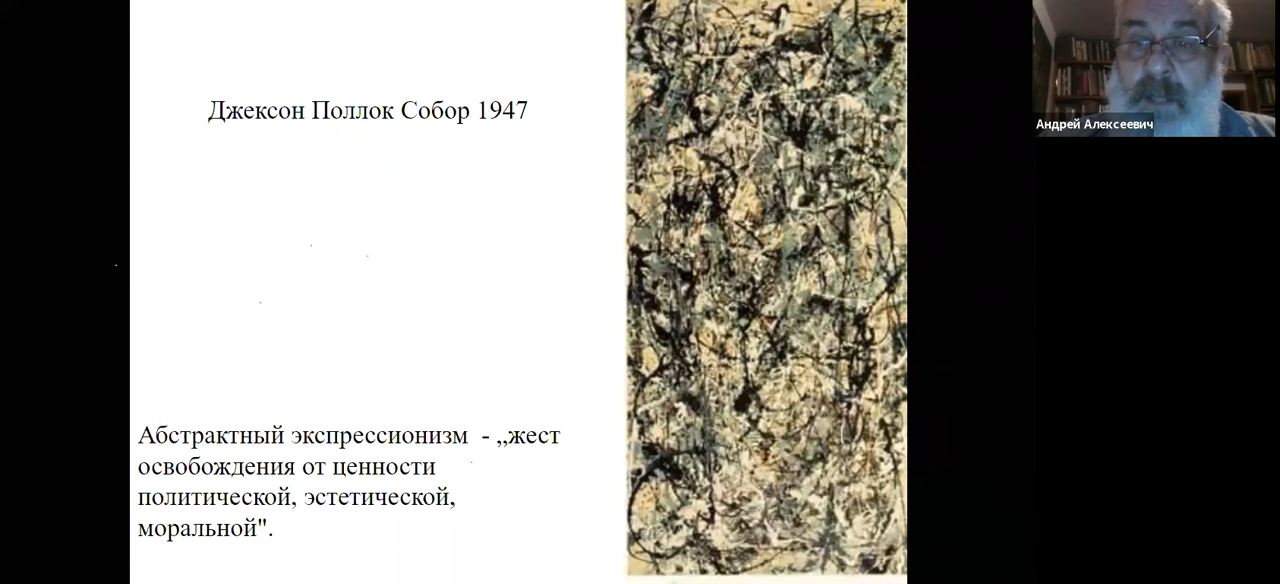 Джексон Поллок Собор 1947
Андрей Алексеевич
Абстрактный экспрессионизм - „жест
освобождения от ценности
политической, эстетической,
моральной".